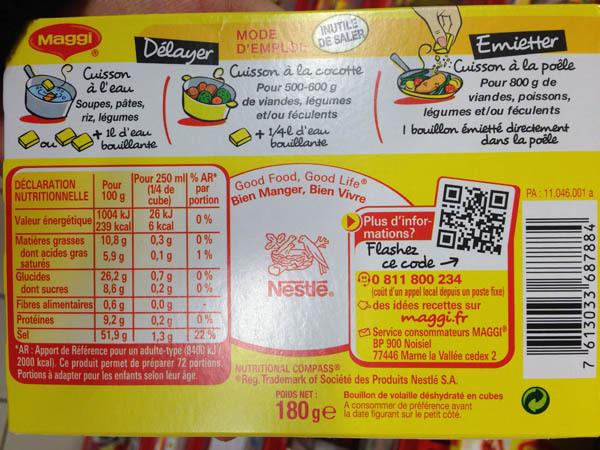 Maggi®
Délayer
MODE
D'EMPLOI
INUTILE
DE SALER
Emietter
Cuisson
à l'eau
Soupes, pâtes,
riz, légumes
ou + 1l d'eau
bouillante
Cuisson à la cocotte
Pour 500-600 g
de viandes, légumes
et/ou féculents
+ 1/4l d'eau
bouillante
Cuisson à la poêle
Pour 800 g de
viandes, poissons,
légumes et/ou féculents
1 bouillon émietté directement
dans la poêle
DÉCLARATION NUTRITIONNELLE Pour 100 g Pour 250 ml (1/4 de cube) % AR* par portion
Valeur énergétique 1004 kJ 239 kcal 26 kJ 6 kcal 0 %
Matières grasses 10,8 g 0,3 g 0 %
dont acides gras saturés 5,9 g 0,1 g 1 %
Glucides 26,2 g 0,7 g 0 %
dont sucres 8,6 g 0,2 g 0 %
Fibres alimentaires 0,6 g 0,0 g -
Protéines 9,2 g 0,2 g 0 %
Sel 51,9 g 1,3 g 22 %
*AR : Apport de Référence pour un adulte-type (8400 kJ /
2000 kcal). Ce produit permet de préparer 72 portions.
Portions à adapter pour les enfants selon leur âge.
Good Food, Good Life®
Bien Manger, Bien Vivre
Nestlé®
NUTRITIONAL COMPASS®
® Reg. Trademark of Société des Produits Nestlé S.A.
POIDS NET :
180 g e
Bouillon de volaille déshydraté en cubes
A consommer de préférence avant
la date figurant sur le petit côté.
Plus d'infor-
mations?
Flashez
ce code
0 811 800 234
(coût d'un appel local depuis un poste fixe)
des idées recettes sur
maggi.fr
Service consommateurs MAGGI®
BP 900 Noisiel
77446 Marne la Vallée cedex 2
PA : 11.046.001 a
7 613033 687884